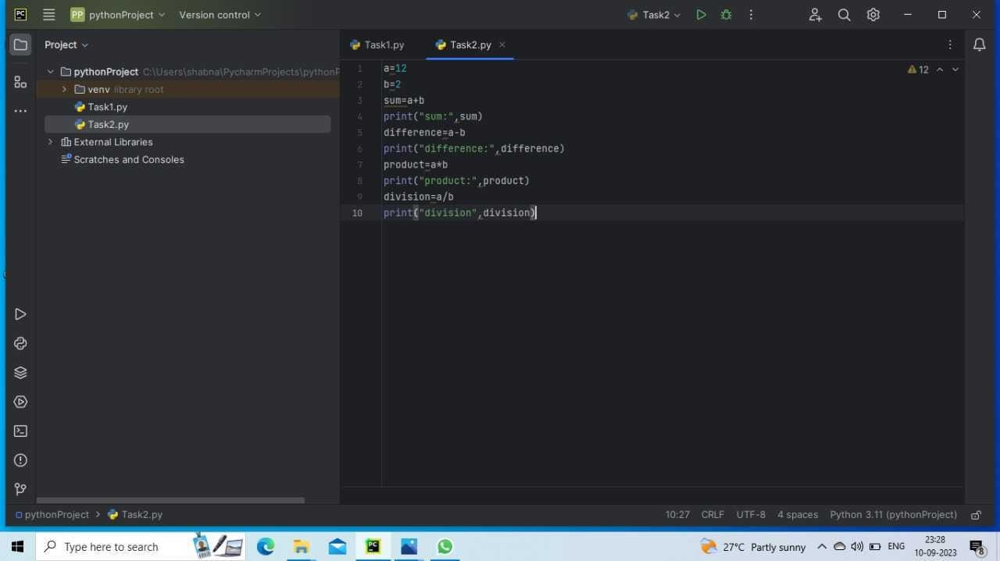 PC
PP pythonProject Version control
Task2
Project
pythonProject C:\Users\shabna\PycharmProjects\pythonP
venv library root
Task1.py
Task2.py
External Libraries
Scratches and Consoles
Task1.py Task2.py
12
1 a=12
2 b=2
3 sum=a+b
4 print("sum:",sum)
5 difference=a-b
6 print("difference:",difference)
7 product=a*b
8 print("product:",product)
9 division=a/b
10 print("division",division)
pythonProject > Task2.py
10:27 CRLF UTF-8 4 spaces Python 3.11 (pythonProject)
Type here to search
PC
27°C Partly sunny ENG
23:28
10-09-2023
8